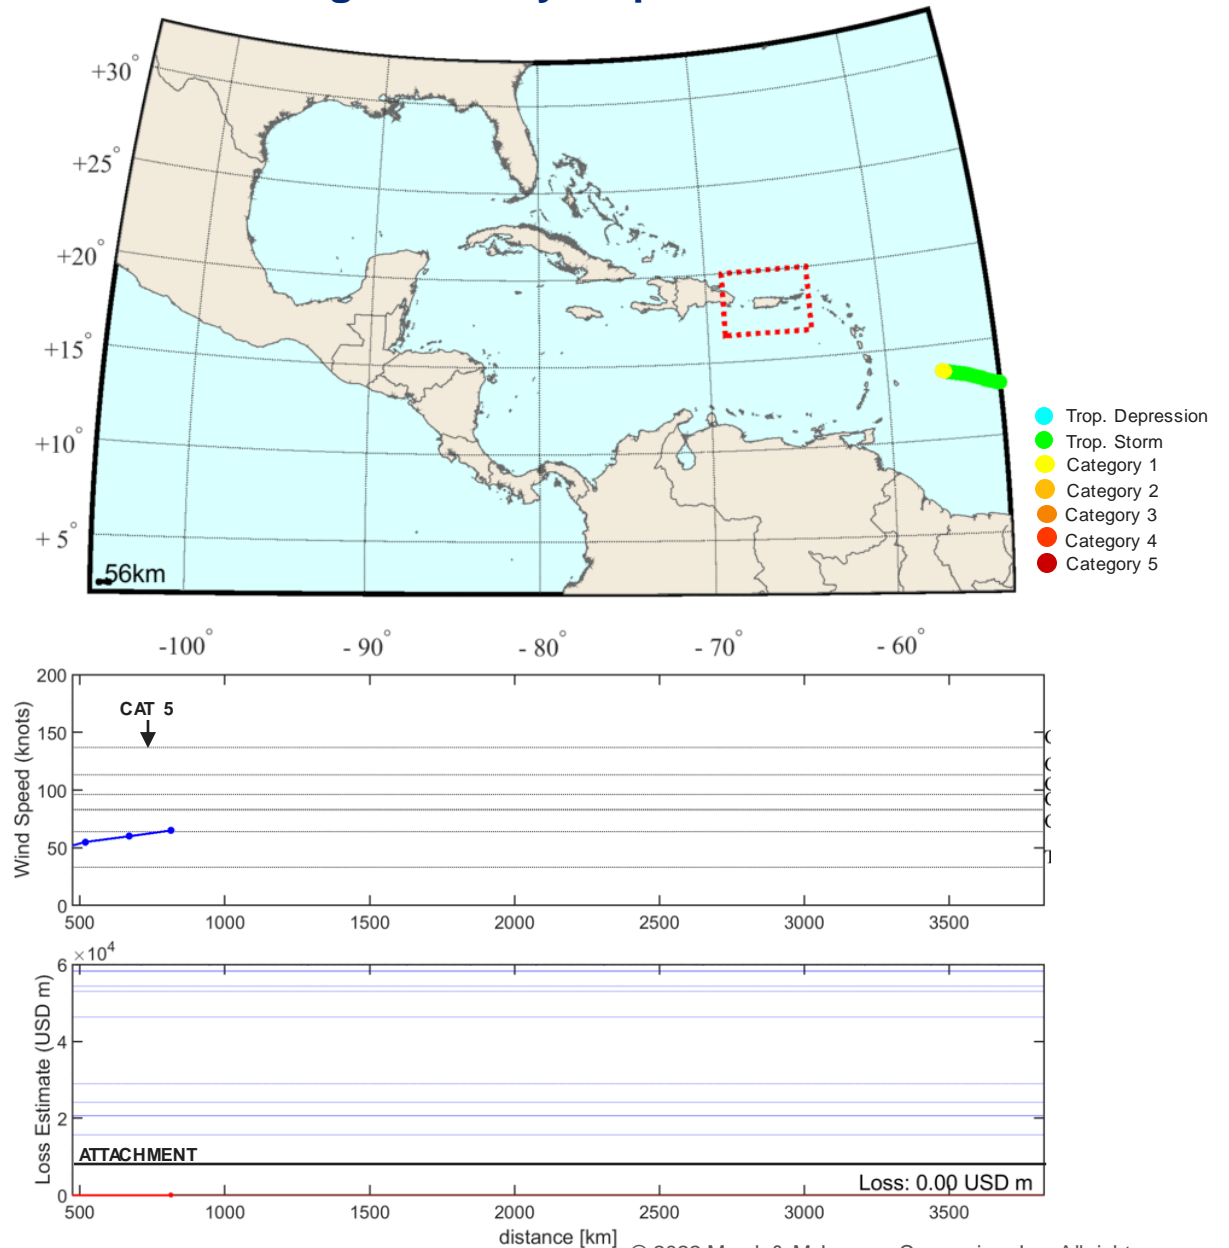 +30°
+25°
+20°
+15°
+10°
+ 5°
56km
-100°
- 90°
- 80°
- 70°
- 60°
Trop. Depression
Trop. Storm
Category 1
Category 2
Category 3
Category 4
Category 5
Wind Speed (knots)
200
150
100
50
0
CAT 5
500 1000 1500 2000 2500 3000 3500
×10^4
Loss Estimate (USD m)
6
4
2
0
ATTACHMENT
Loss: 0.00 USD m
500 1000 1500 2000 2500 3000 3500
distance [km]